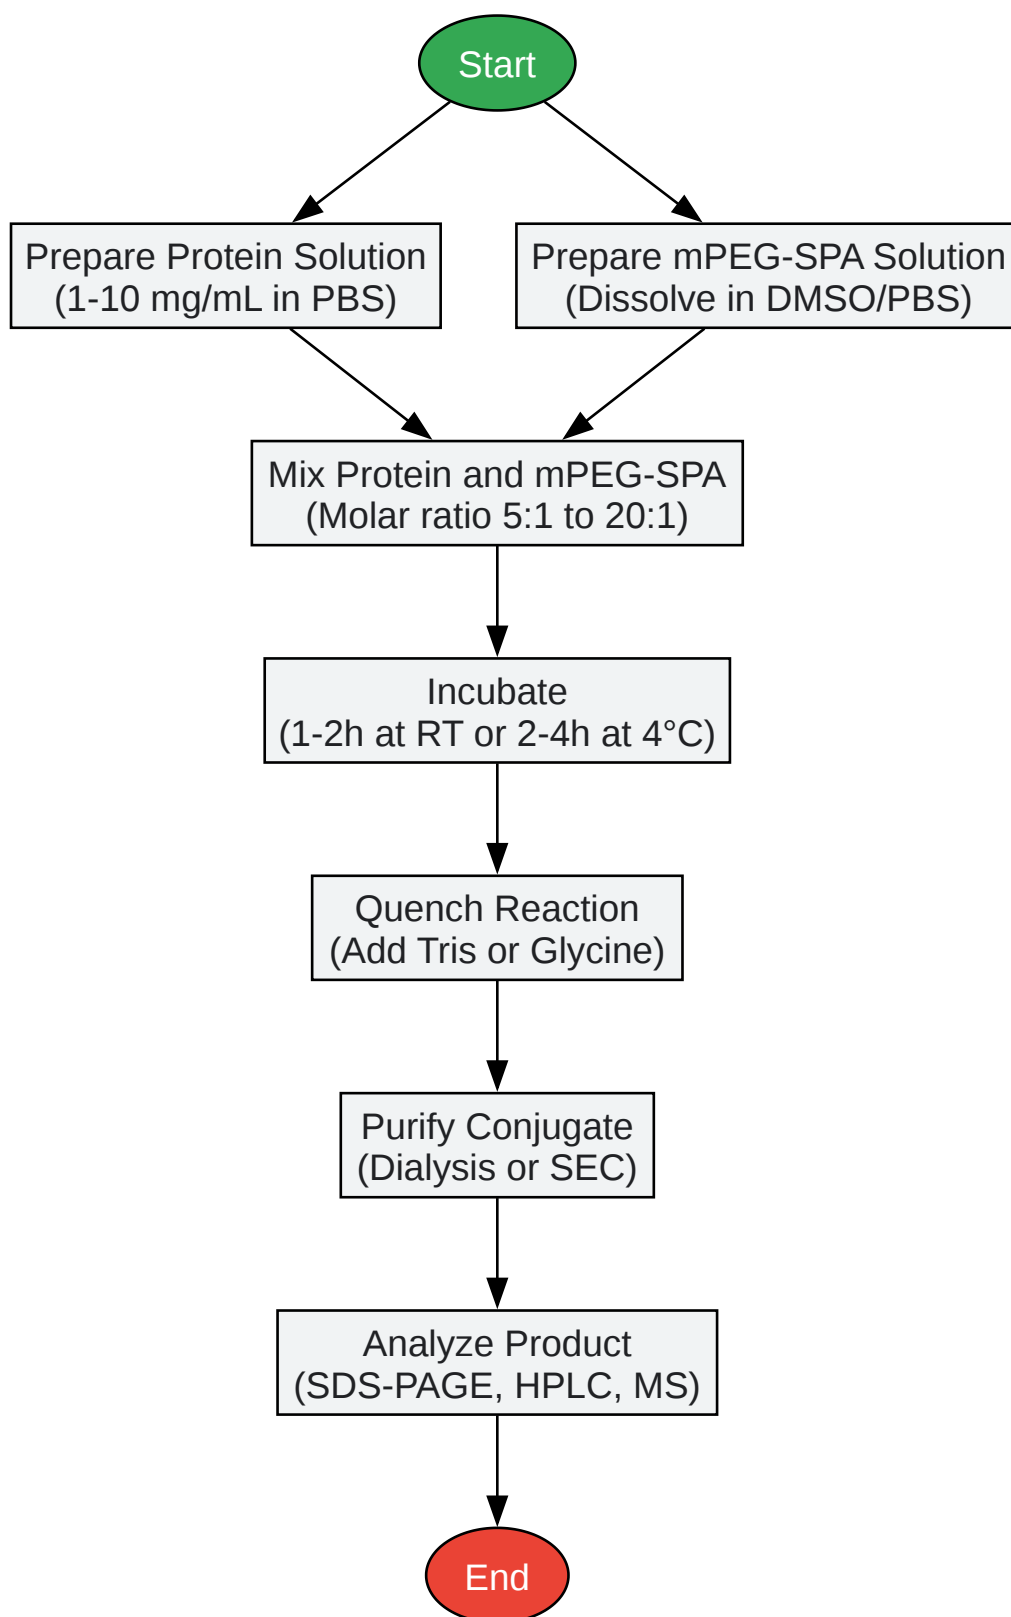 Start
Prepare Protein Solution
(1-10 mg/mL in PBS)
Prepare mPEG-SPA Solution
(Dissolve in DMSO/PBS)
Mix Protein and mPEG-SPA
(Molar ratio 5:1 to 20:1)
Incubate
(1-2h at RT or 2-4h at 4°C)
Quench Reaction
(Add Tris or Glycine)
Purify Conjugate
(Dialysis or SEC)
Analyze Product
(SDS-PAGE, HPLC, MS)
End